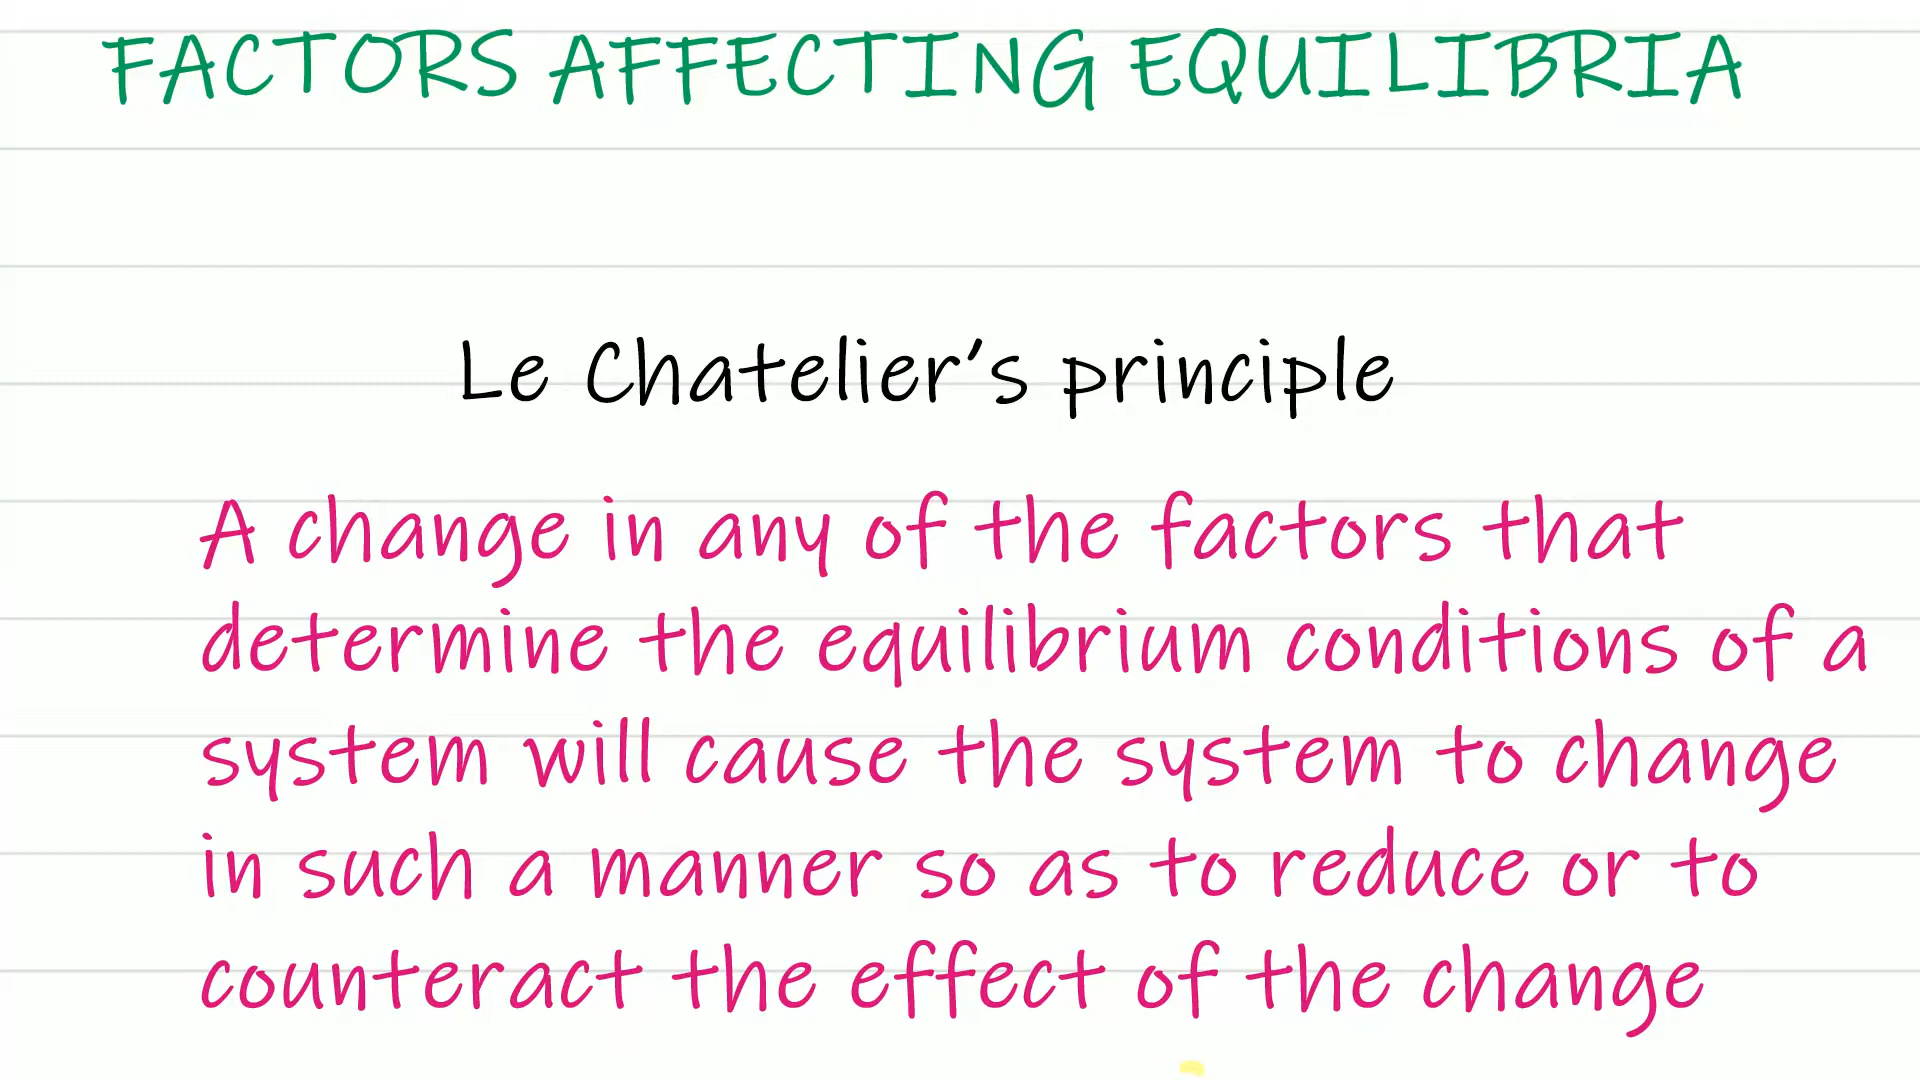 FACTORS AFFECTING EQUILIBRIA
Le Chatelier's principle
A change in any of the factors that
determine the equilibrium conditions of a
system will cause the system to change
in such a manner so as to reduce or to
counteract the effect of the change